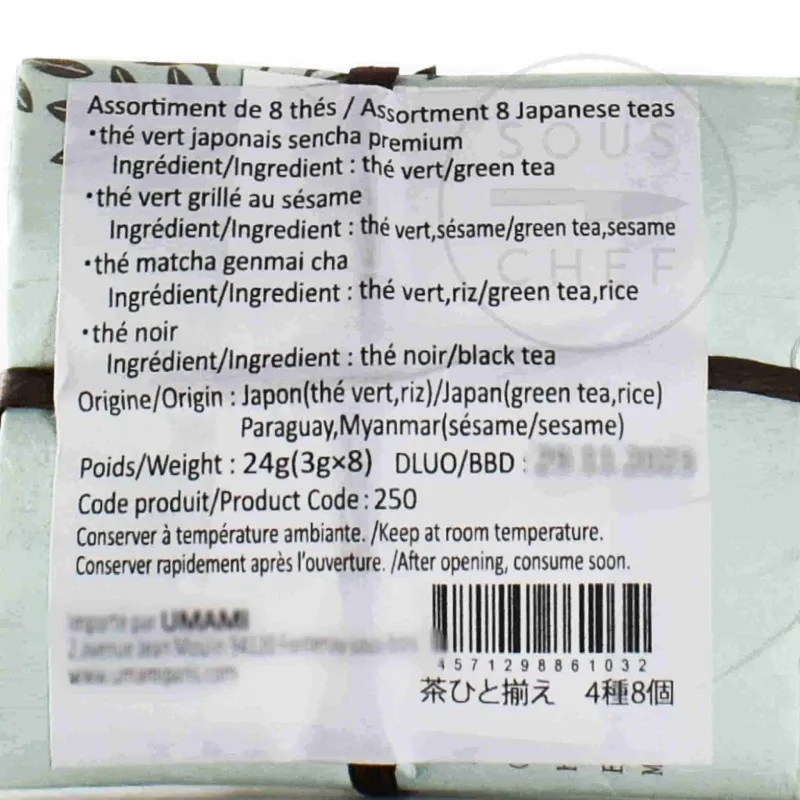 Assortiment de 8 thés / Assortment 8 Japanese teas
・thé vert japonais sencha premium
Ingrédient/Ingredient : thé vert/green tea
・thé vert grillé au sésame
Ingrédient/Ingredient : thé vert,sésame/green tea,sesame
・thé matcha genmai cha
Ingrédient/Ingredient : thé vert,riz/green tea,rice
・thé noir
Ingrédient/Ingredient : thé noir/black tea
Origine/Origin : Japon(thé vert,riz)/Japan(green tea,rice)
Paraguay,Myanmar(sésame/sesame)
Poids/Weight : 24g(3g×8) DLUO/BBD :
Code produit/Product Code : 250
Conserver à température ambiante. /Keep at room temperature.
Conserver rapidement après l'ouverture. /After opening, consume soon.
UMAMI
4571298861032
茶ひと揃え 4種8個
SOUS
CHEF